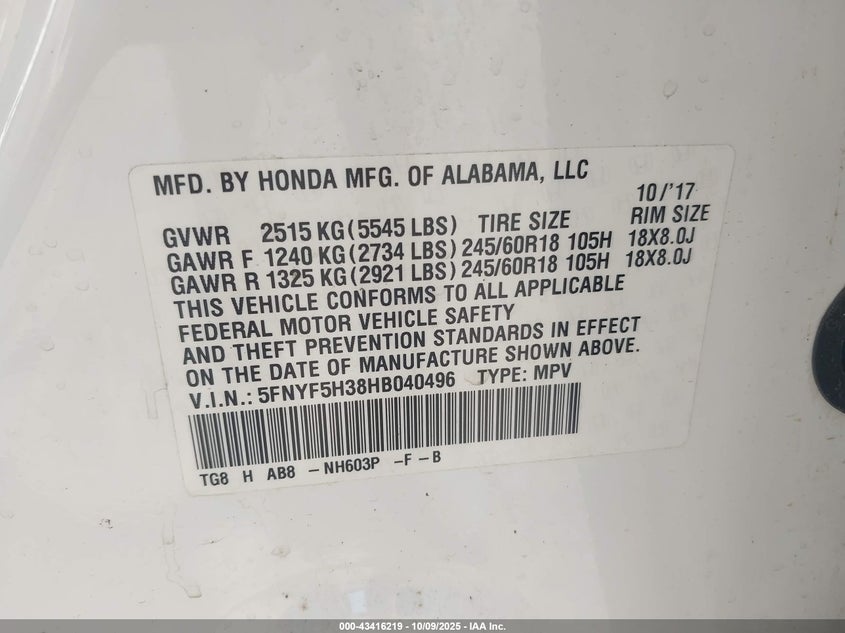 MFD. BY HONDA MFG. OF ALABAMA, LLC
10/'17
GVWR 2515 KG (5545 LBS) TIRE SIZE RIM SIZE
GAWR F 1240 KG (2734 LBS) 245/60R18 105H 18X8.0J
GAWR R 1325 KG (2921 LBS) 245/60R18 105H 18X8.0J
THIS VEHICLE CONFORMS TO ALL APPLICABLE
FEDERAL MOTOR VEHICLE SAFETY
AND THEFT PREVENTION STANDARDS IN EFFECT
ON THE DATE OF MANUFACTURE SHOWN ABOVE.
V.I.N.: 5FNYF5H38HB040496 TYPE: MPV
TG8 H AB8 -NH603P -F-B
000-43416219 - 10/09/2025 - IAA Inc.